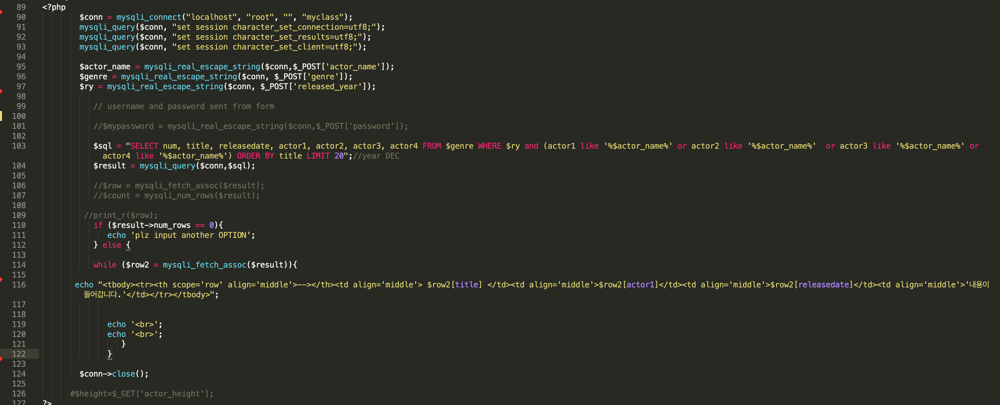 89 <?php
90 $conn = mysqli_connect("localhost", "root", "", "myclass");
91 mysqli_query($conn, "set session character_set_connection=utf8;");
92 mysqli_query($conn, "set session character_set_results=utf8;");
93 mysqli_query($conn, "set session character_set_client=utf8;");
94
95 $actor_name = mysqli_real_escape_string($conn,$_POST['actor_name']);
96 $genre = mysqli_real_escape_string($conn, $_POST['genre']);
97 $ry = mysqli_real_escape_string($conn, $_POST['released_year']);
98
99 // username and password sent from form
100
101 //$mypassword = mysqli_real_escape_string($conn,$_POST['password']);
102
103 $sql = "SELECT num, title, releasedate, actor1, actor2, actor3, actor4 FROM $genre WHERE $ry and (actor1 like '%$actor_name%' or actor2 like '%$actor_name%'  or actor3 like '%$actor_name%' or
actor4 like '%$actor_name%') ORDER BY title LIMIT 20";//year DEC
104 $result = mysqli_query($conn,$sql);
105
106 //$row = mysqli_fetch_assoc($result);
107 //$count = mysqli_num_rows($result);
108
109 //print_r($row);
110 if ($result->num_rows == 0){
111 echo 'plz input another OPTION';
112 } else {
113
114 while ($row2 = mysqli_fetch_assoc($result)){
115
116 echo "<tbody><tr><th scope='row' align='middle'>--></th><td align='middle'> $row2[title] </td><td align='middle'>$row2[actor1]</td><td align='middle'>$row2[releasedate]</td><td align='middle'>'내용이
들어갑니다.'</td></tr></tbody>";
117
118
119 echo '<br>';
120 echo '<br>';
121 }
122 }
123
124 $conn->close();
125
126 #$height=$_GET['actor_height'];
127 ?>